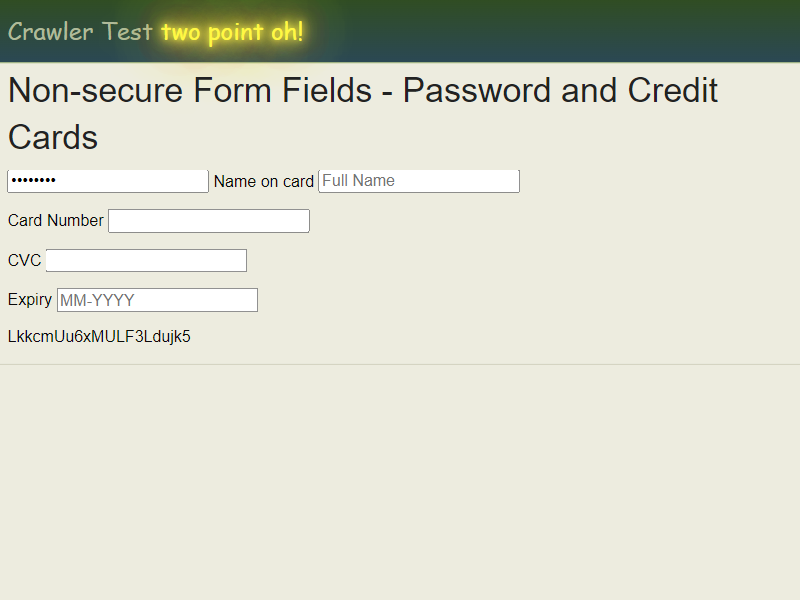 Crawler Test two point oh!
Non-secure Form Fields - Password and Credit
Cards
•••••••• Name on card Full Name
Card Number
CVC
Expiry MM-YYYY
LkkcmUu6xMULF3Ldujk5